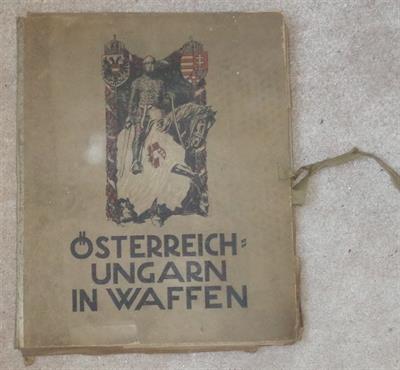 ÖSTERREICH=
UNGARN
IN WAFFEN